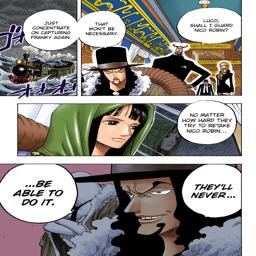 LUCCI,
SHALL I GUARD
NICO ROBIN?
THAT
WON'T BE
NECESSARY.
JUST
CONCENTRATE
ON CAPTURING
FRANKY AGAIN.
NO MATTER
HOW HARD THEY
TRY TO RETAKE
NICO ROBIN...
THEY'LL
NEVER...
...BE
ABLE TO
DO IT.